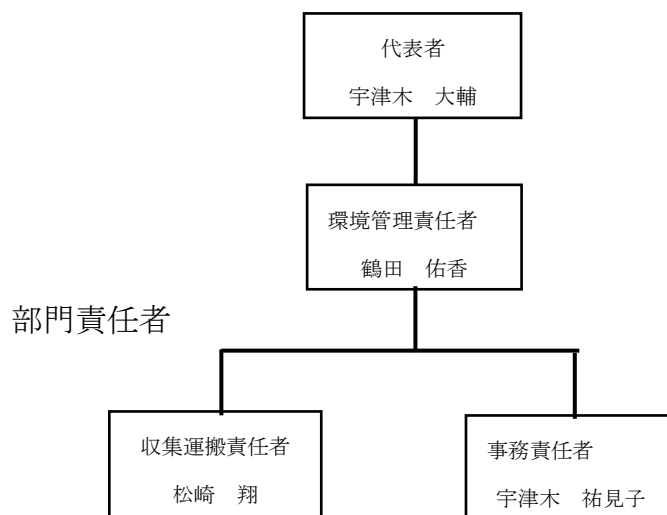 代表者
宇津木　大輔
環境管理責任者
鶴田　佑香
部門責任者
収集運搬責任者
松崎　翔
事務責任者
宇津木　祐見子